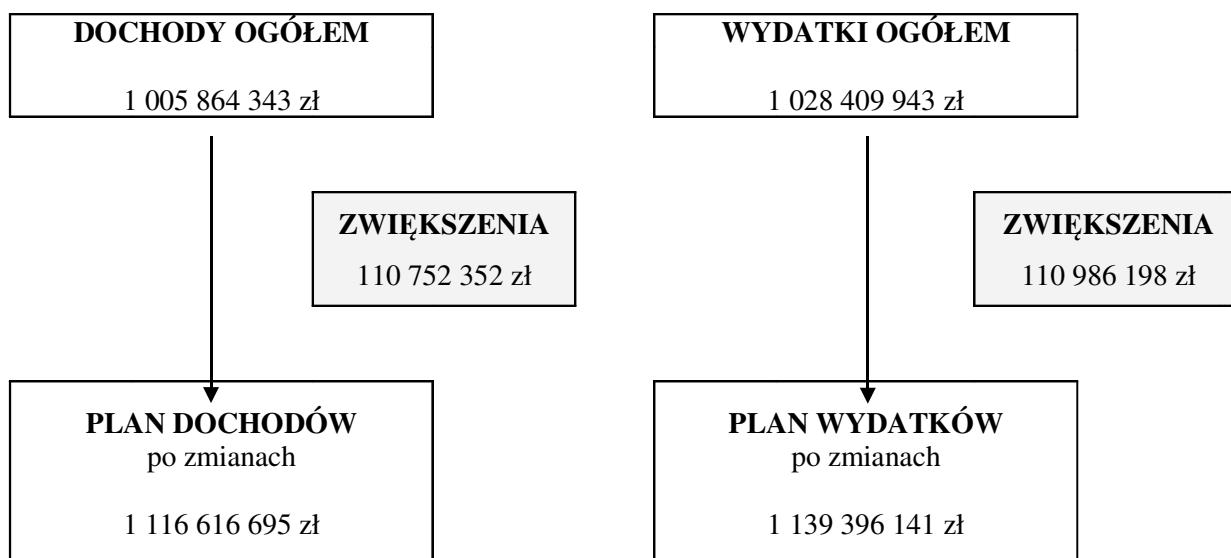 DOCHODY OGÓŁEM
1 005 864 343 zł
WYDATKI OGÓŁEM
1 028 409 943 zł
ZWIĘKSZENIA
110 752 352 zł
ZWIĘKSZENIA
110 986 198 zł
PLAN DOCHODÓW
po zmianach
1 116 616 695 zł
PLAN WYDATKÓW
po zmianach
1 139 396 141 zł